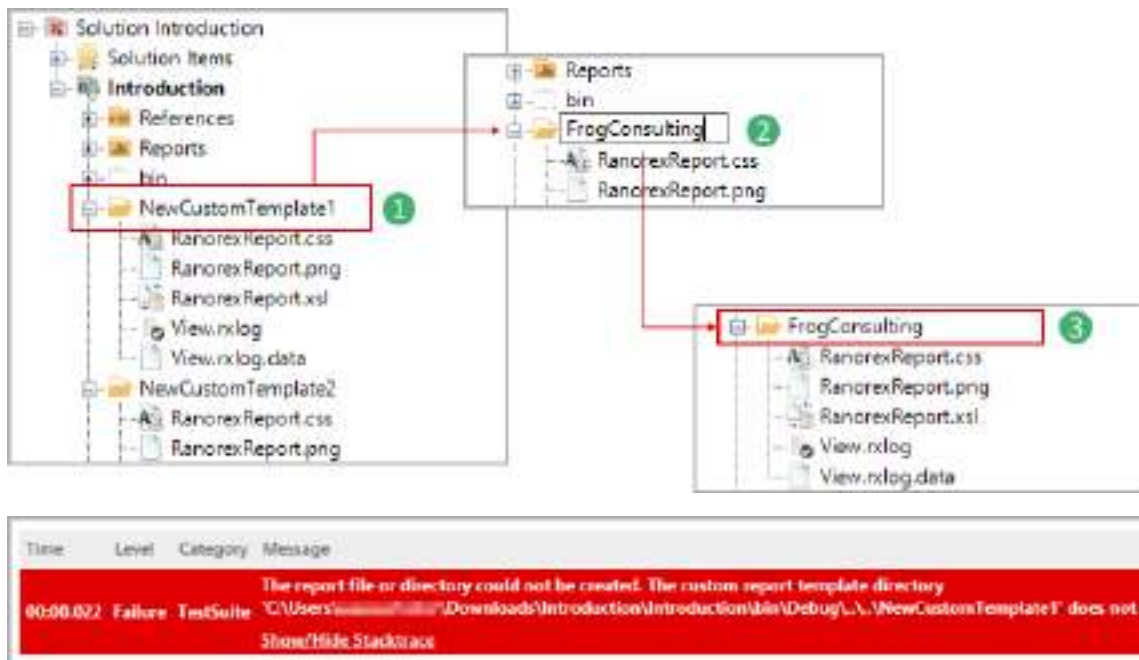 Solution Introduction
Solution Items
Introduction
References
Reports
bin
NewCustomTemplate1
1
RanorexReport.css
RanorexReport.png
RanorexReport.xsl
View.rxlog
View.rxlog.data
NewCustomTemplate2
RanorexReport.css
RanorexReport.png
Reports
bin
FrogConsulting
2
RanorexReport.css
RanorexReport.png
FrogConsulting
3
RanorexReport.css
RanorexReport.png
RanorexReport.xsl
View.rxlog
View.rxlog.data
Time Level Category Message
The report file or directory could not be created. The custom report template directory
00:00.022 Failure TestSuite 'C:\Users\ \Downloads\Introduction\Introduction\bin\Debug\..\..\NewCustomTemplate1' does not
Show/Hide Stacktrace